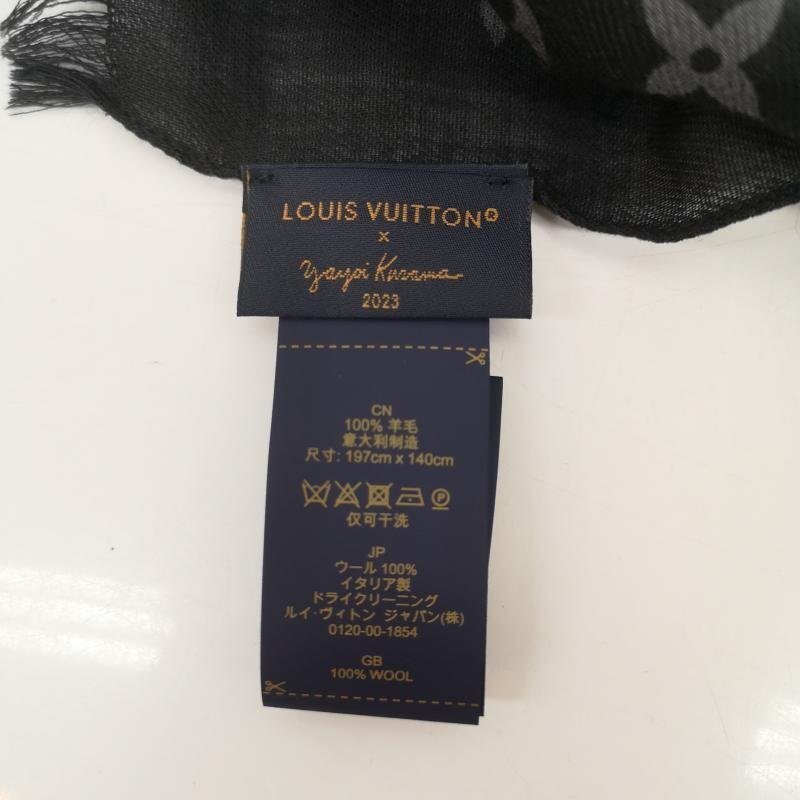 LOUIS VUITTON®
x
Yayoi Kusama
2023
CN
100% 羊毛
意大利制造
尺寸: 197cm x 140cm
P
仅可干洗
JP
ウール 100%
イタリア製
ドライクリーニング
ルイ·ヴィトン ジャパン(株)
0120-00-1854
GB
100% WOOL